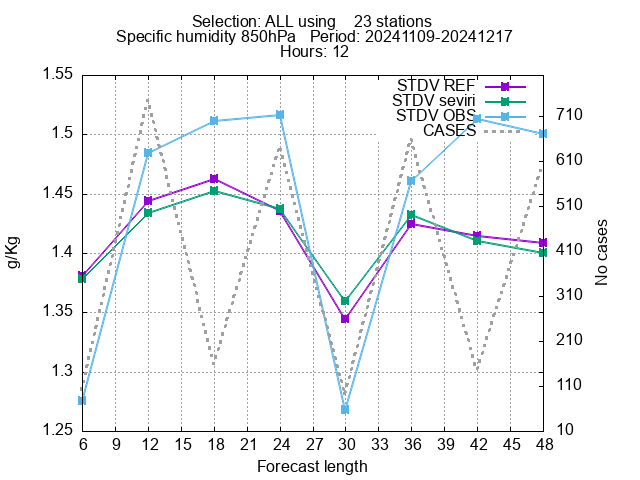 Selection: ALL using    23 stations
Specific humidity 850hPa   Period: 20241109-20241217
Hours: 12
STDV REF
STDV seviri
STDV OBS
CASES
1.55
1.5
1.45
1.4
1.35
1.3
1.25
g/Kg
710
610
510
410
310
210
110
10
No cases
6 9 12 15 18 21 24 27 30 33 36 39 42 45 48
Forecast length